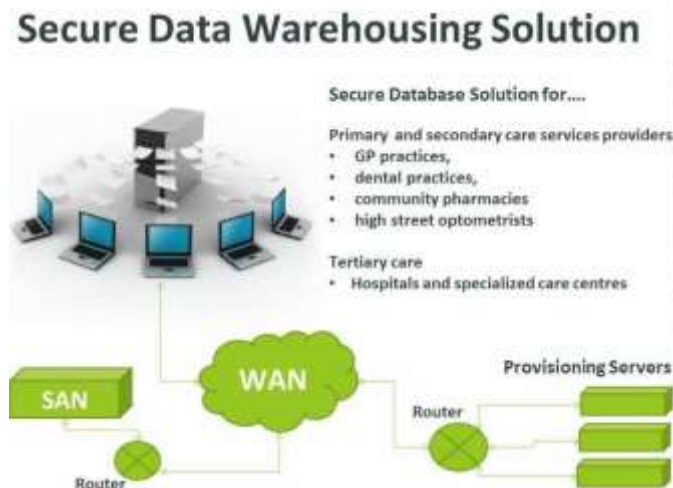 Secure Data Warehousing Solution
Secure Database Solution for....
Primary and secondary care services providers
• GP practices,
• dental practices,
• community pharmacies
• high street optometrists
Tertiary care
• Hospitals and specialized care centres
WAN
Provisioning Servers
SAN
Router
Router